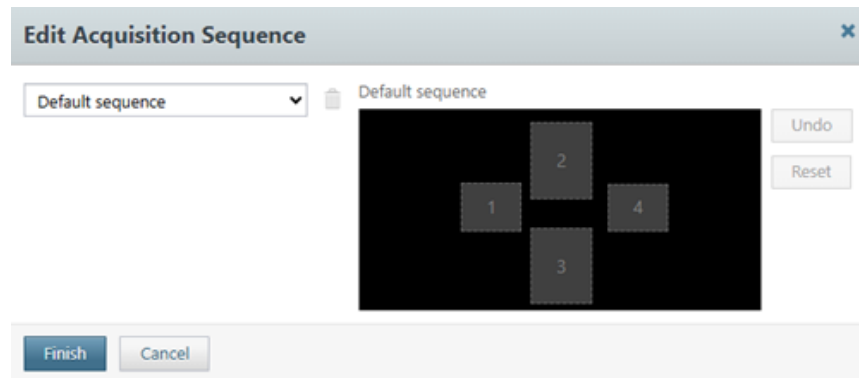 Edit Acquisition Sequence
×
Default sequence
Default sequence
Undo
Reset
2
1
4
3
Finish
Cancel